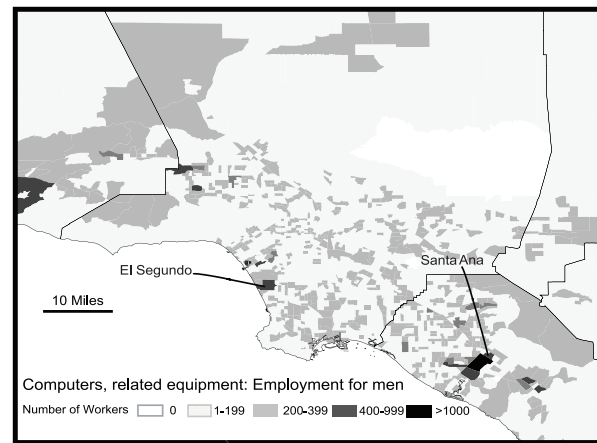 Santa Ana
El Segundo
10 Miles
Computers, related equipment: Employment for men
Number of Workers 0 1-199 200-399 400-999 >1000